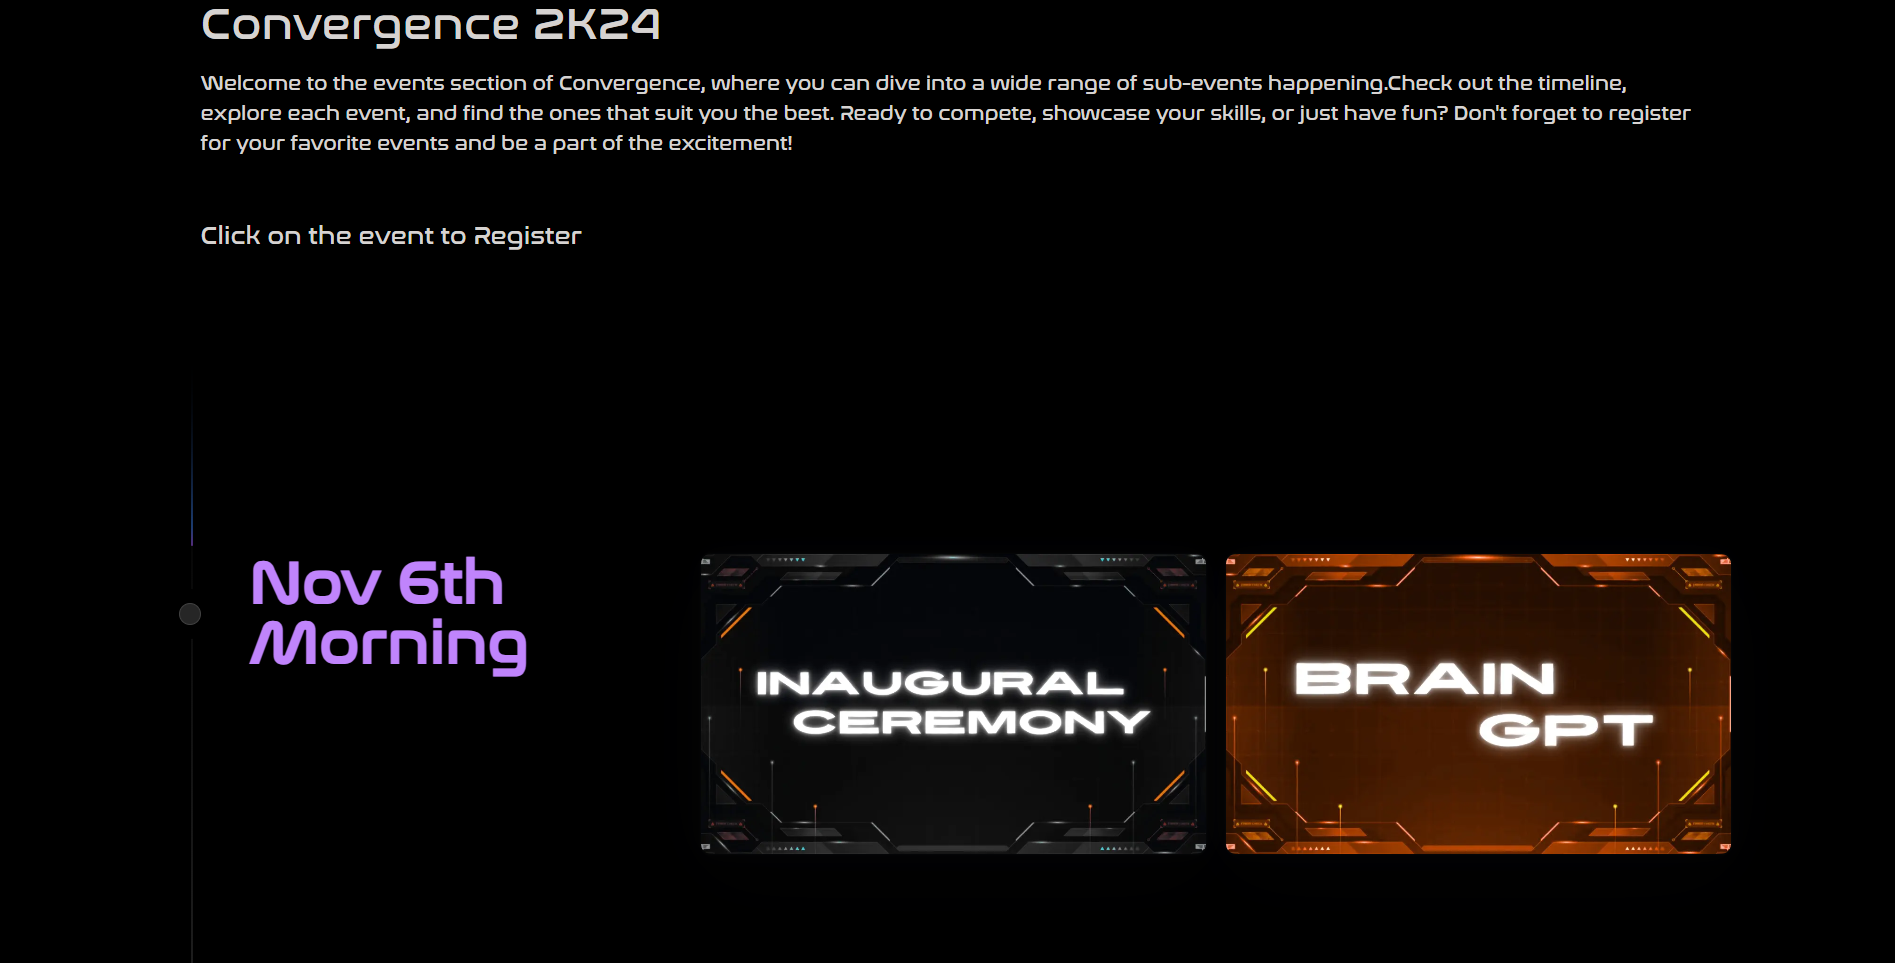 Convergence 2K24
Welcome to the events section of Convergence, where you can dive into a wide range of sub-events happening.Check out the timeline,
explore each event, and find the ones that suit you the best. Ready to compete, showcase your skills, or just have fun? Don't forget to register
for your favorite events and be a part of the excitement!
Click on the event to Register
Nov 6th
Morning
INAUGURAL
CEREMONY
BRAIN
GPT